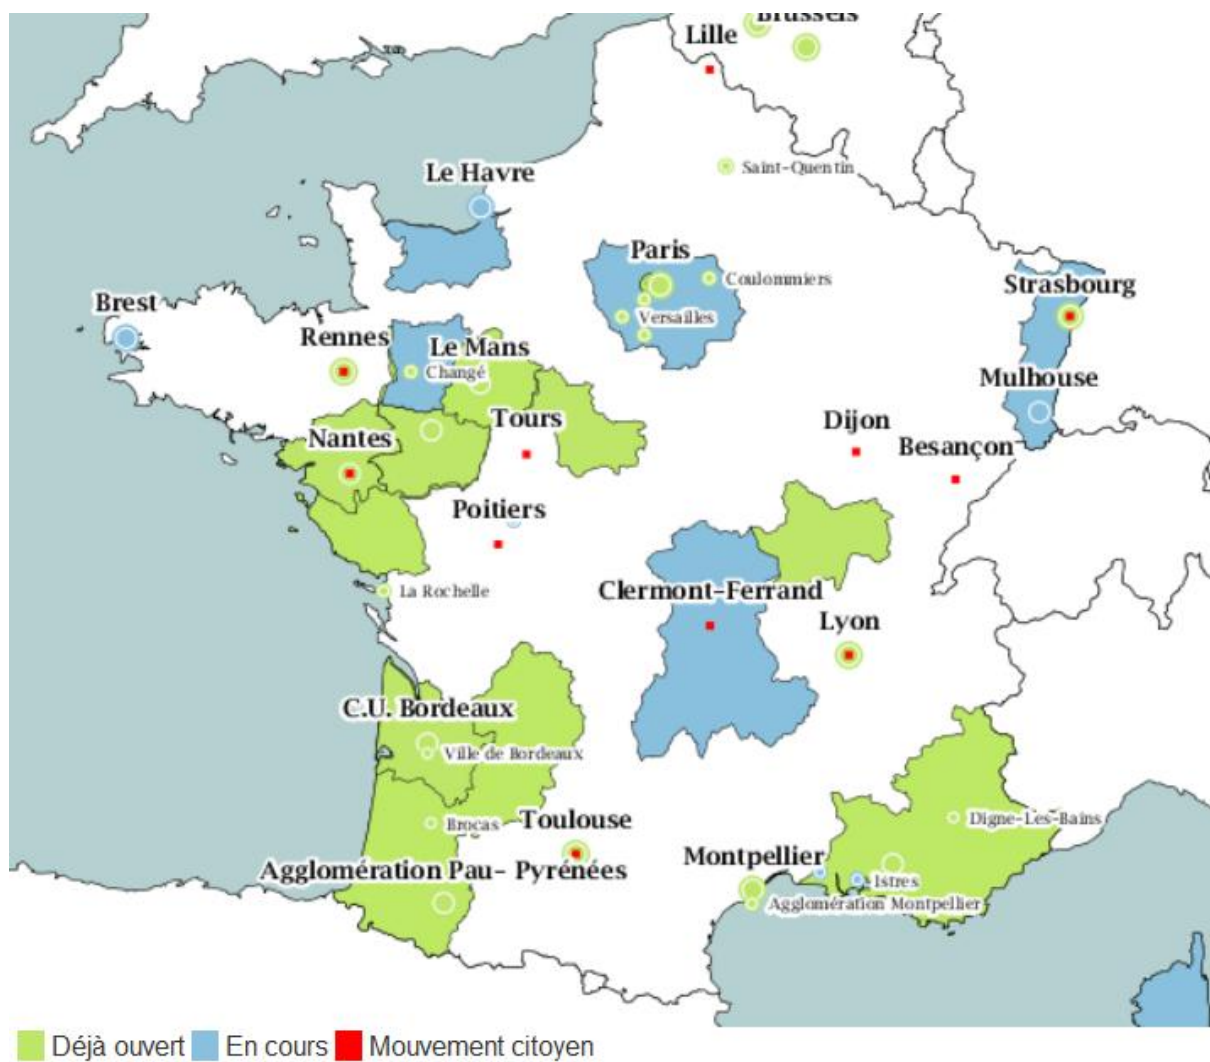 Brussels
Lille
Saint-Quentin
Le Havre
Paris
Coulommiers
Strasbourg
Brest
Versailles
Rennes
Le Mans
Changé
Mulhouse
Tours
Dijon
Nantes
Besançon
Poitiers
Clermont-Ferrand
La Rochelle
Lyon
C.U. Bordeaux
Ville de Bordeaux
Brocas
Toulouse
Digne-Les-Bains
Montpellier
Agglomération Pau- Pyrénées
Istres
Agglomération Montpellier
Déjà ouvert En cours Mouvement citoyen